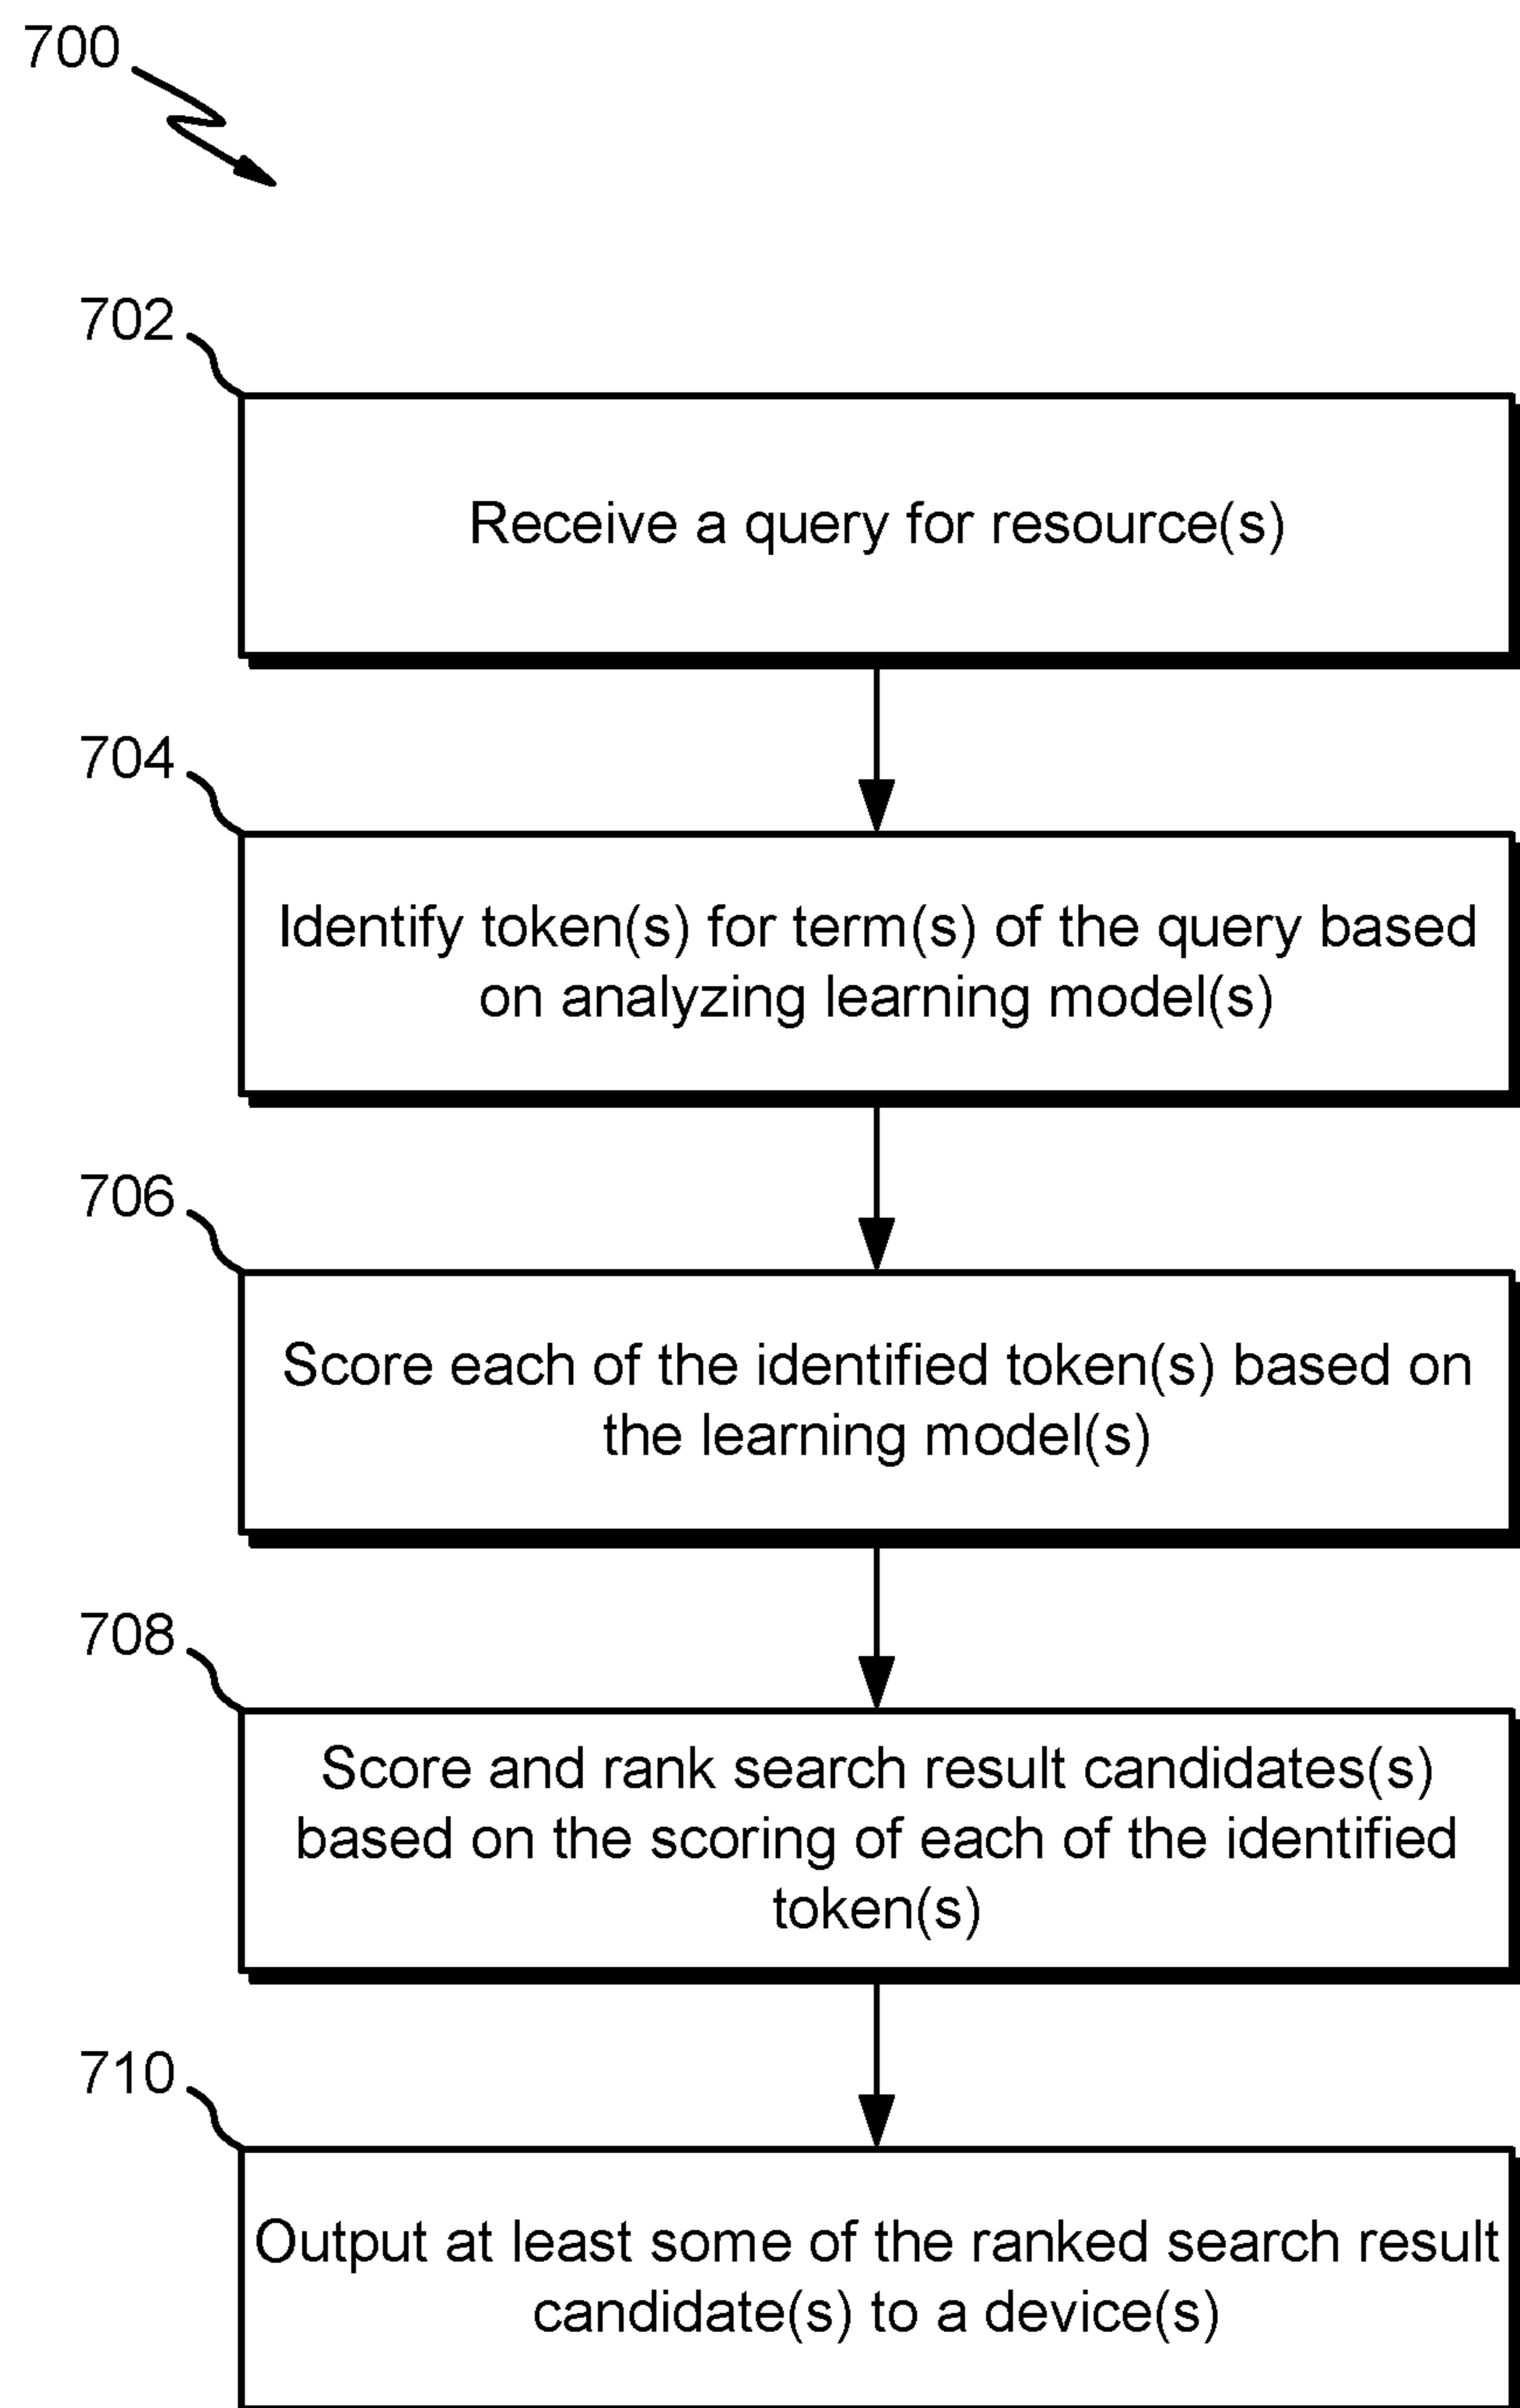 700
702
Receive a query for resource(s)
704
Identify token(s) for term(s) of the query based
on analyzing learning model(s)
706
Score each of the identified token(s) based on
the learning model(s)
708
Score and rank search result candidates(s)
based on the scoring of each of the identified
token(s)
710
Output at least some of the ranked search result
candidate(s) to a device(s)